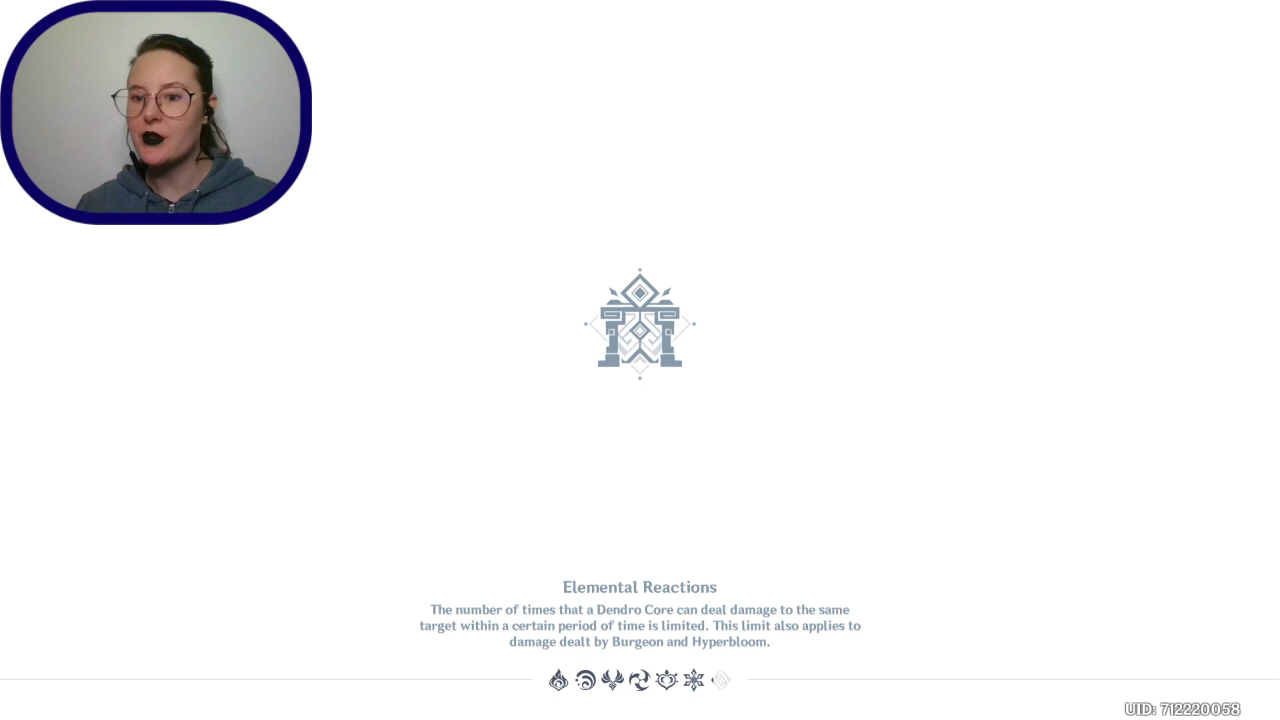 Elemental Reactions
The number of times that a Dendro Core can deal damage to the same
target within a certain period of time is limited. This limit also applies to
damage dealt by Burgeon and Hyperbloom.
UID: 712220058